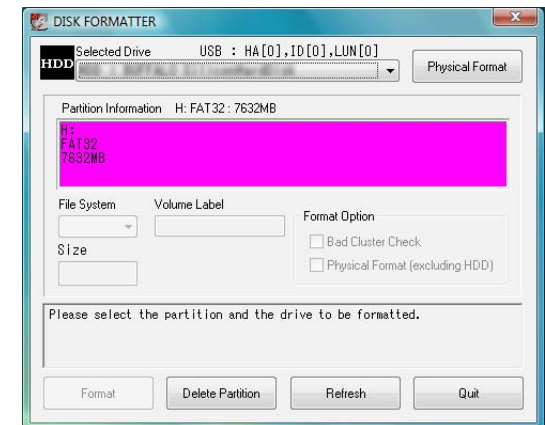 DISK FORMATTER
Selected Drive USB : HA[0],ID[0],LUN[0]
HDD
Physical Format
Partition Information H: FAT32 : 7632MB
H:
FAT32
7632MB
File System Volume Label
Format Option
Bad Cluster Check
Size
Physical Format (excluding HDD)
Please select the partition and the drive to be formatted.
Format Delete Partition Refresh Quit